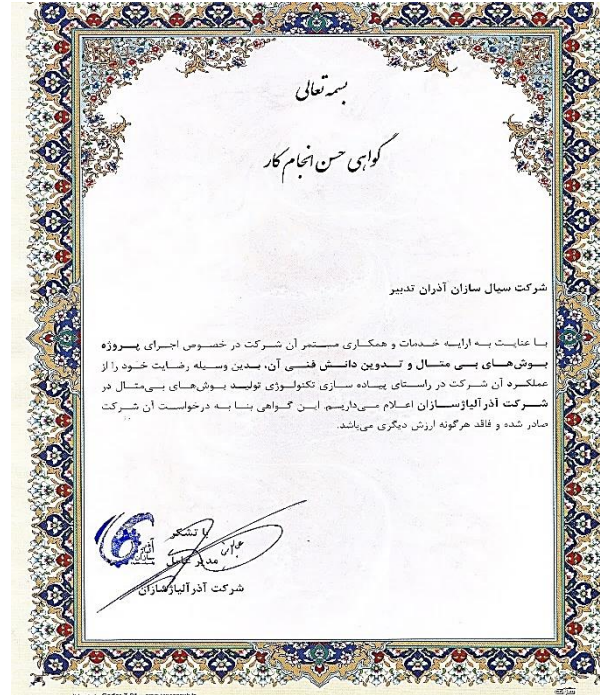 بسمه تعالی
گواهی حسن انجام کار
شرکت سیال سازان آذران تدبیر
با عنایت به ارایه خدمات و همکاری مستمر آن شرکت در خصوص اجرای پروژه
بوش‌های بی متال و تدوین دانش فنی آن، بدین وسیله رضایت خود را از
عملکرد آن شرکت در راستای پیاده سازی تکنولوژی تولید بوش‌های بی‌متال در
شرکت آذر آلیاژسازان اعلام می‌داریم. این گواهی بنا به درخواست آن شرکت
صادر شده و فاقد هرگونه ارزش دیگری می‌باشد.
با تشکر
مدیر عامل
شرکت آذر آلیاژسازان